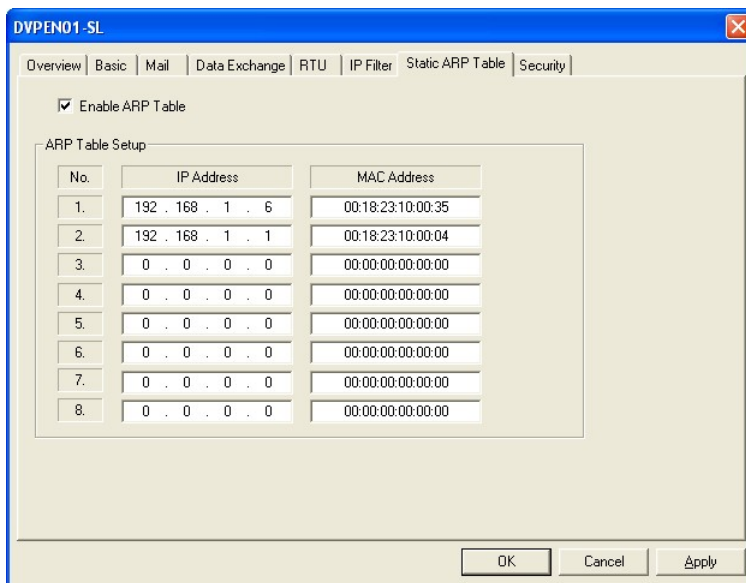 DVPEN01-SL
Overview Basic Mail Data Exchange RTU IP Filter Static ARP Table Security
Enable ARP Table
ARP Table Setup
No. IP Address MAC Address
1. 192 . 168 . 1 . 6 00:18:23:10:00:35
2. 192 . 168 . 1 . 1 00:18:23:10:00:04
3. 0 . 0 . 0 . 0 00:00:00:00:00:00
4. 0 . 0 . 0 . 0 00:00:00:00:00:00
5. 0 . 0 . 0 . 0 00:00:00:00:00:00
6. 0 . 0 . 0 . 0 00:00:00:00:00:00
7. 0 . 0 . 0 . 0 00:00:00:00:00:00
8. 0 . 0 . 0 . 0 00:00:00:00:00:00
OK Cancel Apply